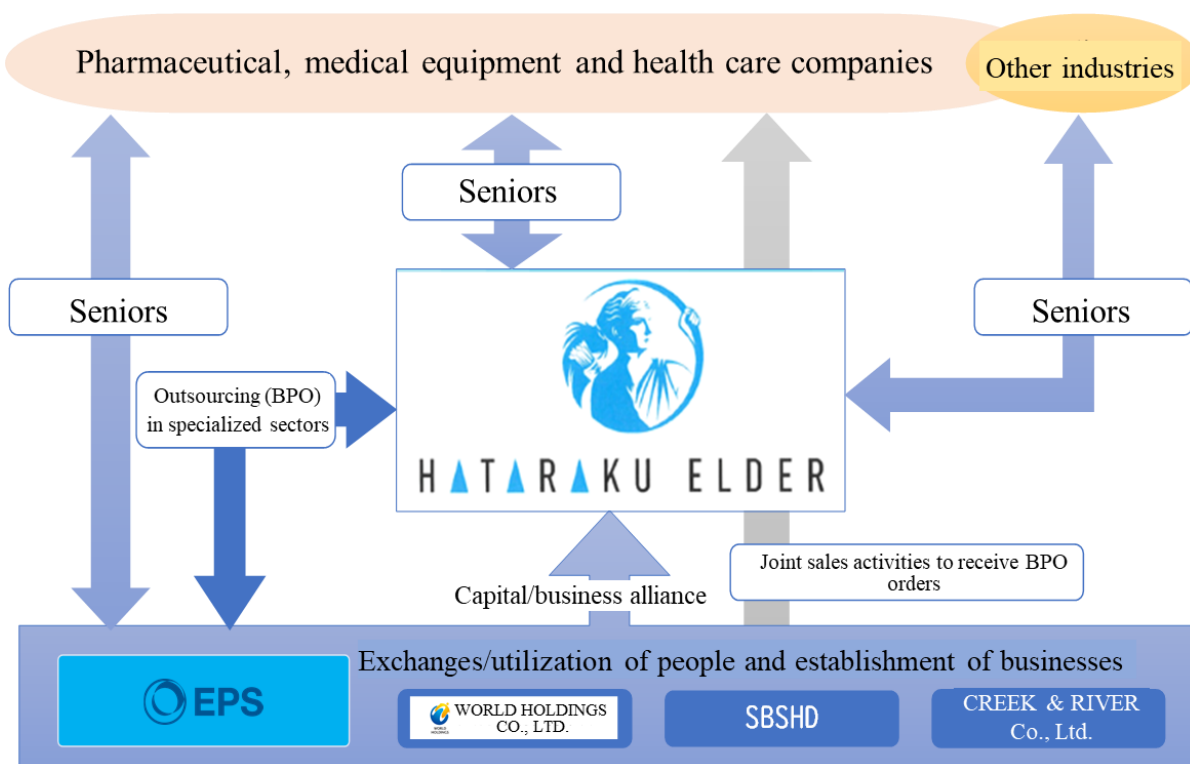 Pharmaceutical, medical equipment and health care companies
Other industries
Seniors
Seniors
Seniors
Outsourcing (BPO)
in specialized sectors
HATARAKU ELDER
Joint sales activities to receive BPO
orders
Capital/business alliance
Exchanges/utilization of people and establishment of businesses
EPS
WORLD HOLDINGS
CO., LTD.
WORLD HOLDINGS
SBSHD
CREEK & RIVER
Co., Ltd.